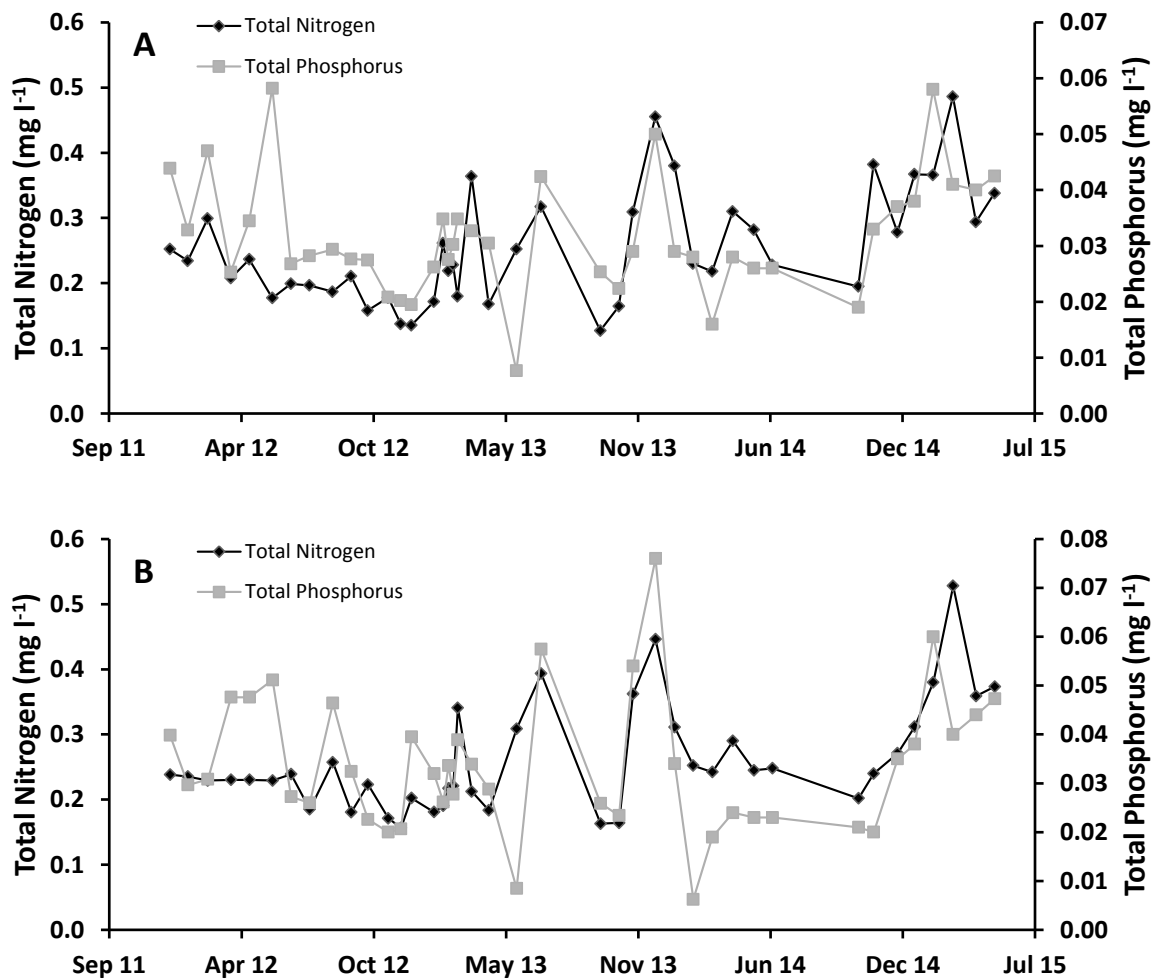 A
Total Nitrogen
Total Phosphorus
Total Nitrogen (mg l-1)
0.6
0.5
0.4
0.3
0.2
0.1
0.0
Total Phosphorus (mg l-1)
0.07
0.06
0.05
0.04
0.03
0.02
0.01
0.00
Sep 11 Apr 12 Oct 12 May 13 Nov 13 Jun 14 Dec 14 Jul 15
B
Total Nitrogen
Total Phosphorus
Total Nitrogen (mg l-1)
0.6
0.5
0.4
0.3
0.2
0.1
0.0
Total Phosphorus (mg l-1)
0.08
0.07
0.06
0.05
0.04
0.03
0.02
0.01
0.00
Sep 11 Apr 12 Oct 12 May 13 Nov 13 Jun 14 Dec 14 Jul 15